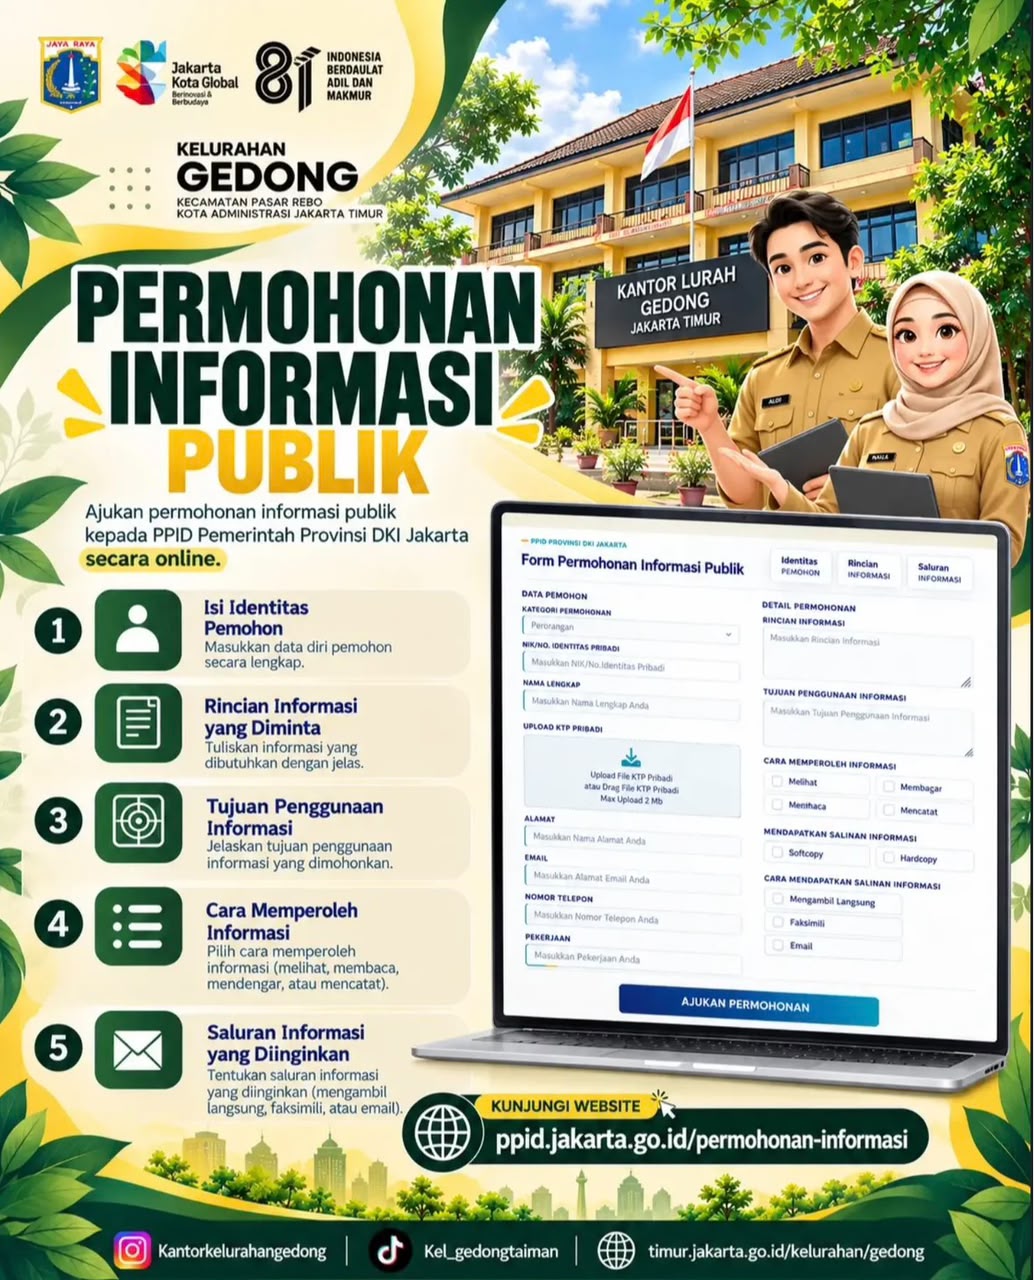 JAYA RAYA
Jakarta
Kota Global
Berinovasi &
Berbudaya
81
INDONESIA
BERDAULAT
ADIL DAN
MAKMUR
KELURAHAN
GEDONG
KECAMATAN PASAR REBO
KOTA ADMINISTRASI JAKARTA TIMUR
KANTOR LURAH
GEDONG
JAKARTA TIMUR
PERMOHONAN
INFORMASI
PUBLIK
Ajukan permohonan informasi publik
kepada PPID Pemerintah Provinsi DKI Jakarta
secara online.
1
Isi Identitas
Pemohon
Masukkan data diri pemohon
secara lengkap.
2
Rincian Informasi
yang Diminta
Tuliskan informasi yang
dibutuhkan dengan jelas.
3
Tujuan Penggunaan
Informasi
Jelaskan tujuan penggunaan
informasi yang dimohonkan.
4
Cara Memperoleh
Informasi
Pilih cara memperoleh
informasi (melihat, membaca,
mendengar, atau mencatat).
5
Saluran Informasi
yang Diinginkan
Tentukan saluran informasi
yang diinginkan (mengambil
langsung, faksimili, atau email).
PPID PROVINSI DKI JAKARTA
Form Permohonan Informasi Publik
Identitas
PEMOHON
Rincian
INFORMASI
Saluran
INFORMASI
DATA PEMOHON
KATEGORI PERMOHONAN
Perorangan
NIK/NO. IDENTITAS PRIBADI
Masukkan NIK/No.Identitas Pribadi
NAMA LENGKAP
Masukkan Nama Lengkap Anda
UPLOAD KTP PRIBADI
Upload File KTP Pribadi
atau Drag File KTP Pribadi
Max Upload 2 Mb
ALAMAT
Masukkan Nama Alamat Anda
EMAIL
Masukkan Alamat Email Anda
NOMOR TELEPON
Masukkan Nomor Telepon Anda
PEKERJAAN
Masukkan Pekerjaan Anda
DETAIL PERMOHONAN
RINCIAN INFORMASI
Masukkan Rincian Informasi
TUJUAN PENGGUNAAN INFORMASI
Masukkan Tujuan Penggunaan Informasi
CARA MEMPEROLEH INFORMASI
Melihat
Membagar
Mencatat
MENDAPATKAN SALINAN INFORMASI
Softcopy
Hardcopy
CARA MENDAPATKAN SALINAN INFORMASI
Mengambil Langsung
Faksimili
Email
AJUKAN PERMOHONAN
KUNJUNGI WEBSITE
ppid.jakarta.go.id/permohonan-informasi
Kantorkelurahangedong
Kel_gedongtaiman
timur.jakarta.go.id/kelurahan/gedong